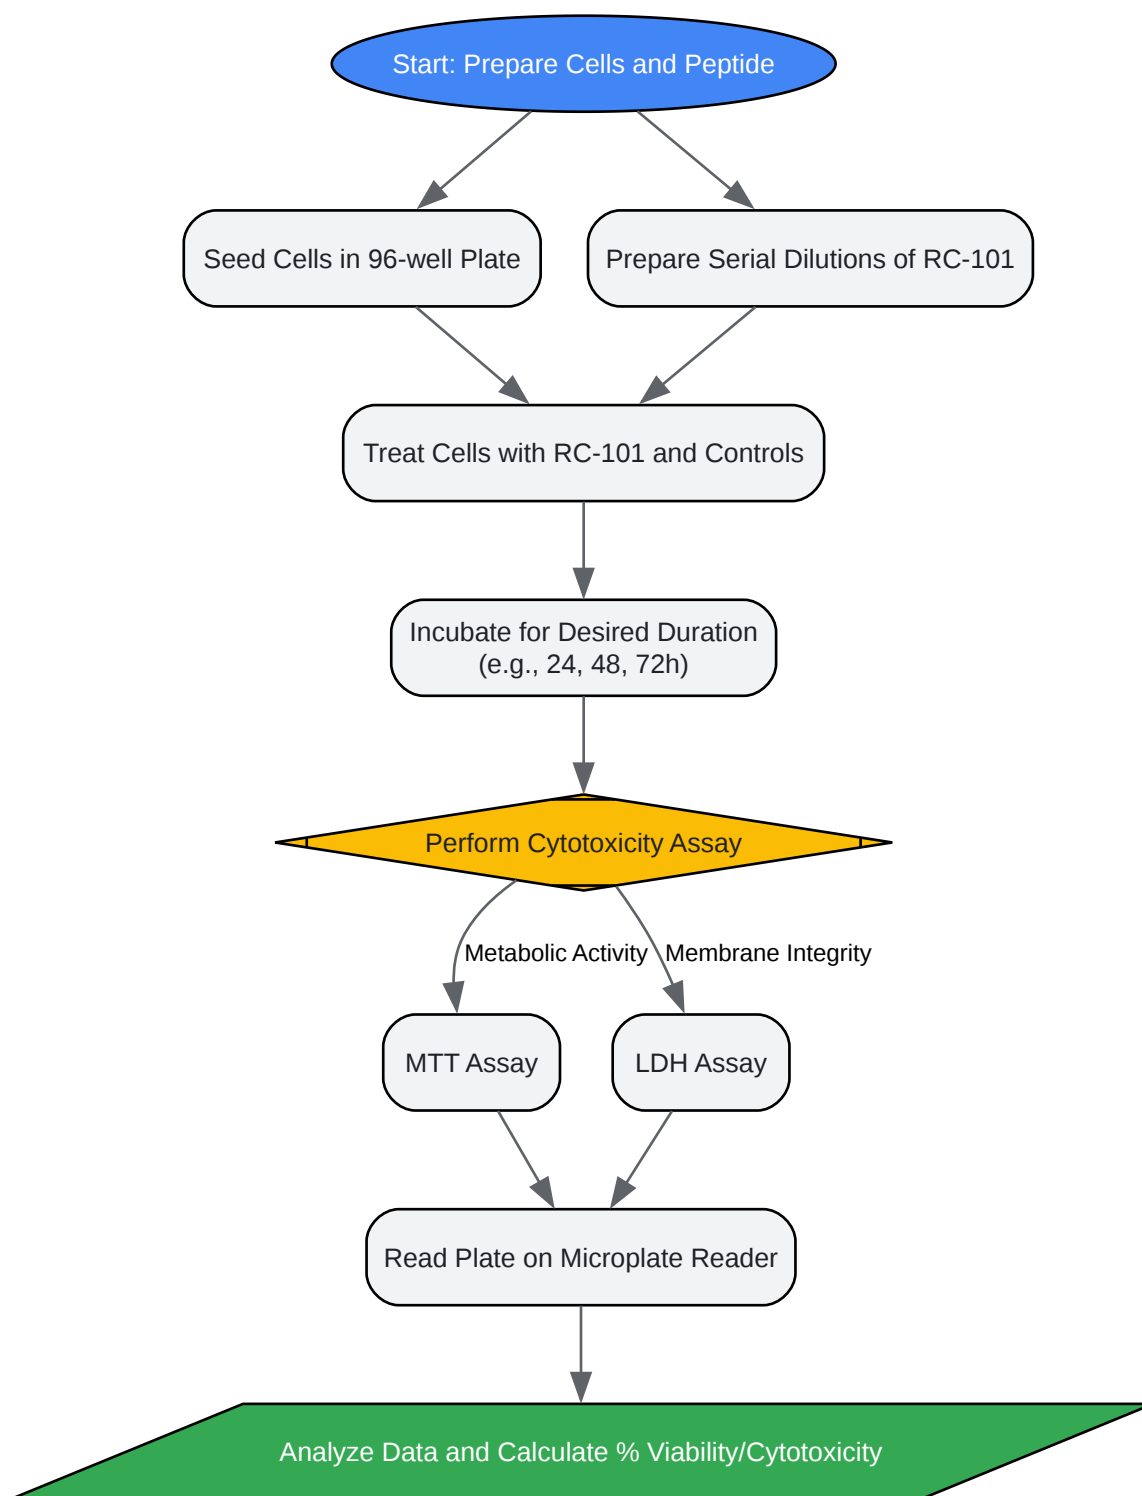 Start: Prepare Cells and Peptide
Seed Cells in 96-well Plate
Prepare Serial Dilutions of RC-101
Treat Cells with RC-101 and Controls
Incubate for Desired Duration
(e.g., 24, 48, 72h)
Perform Cytotoxicity Assay
Metabolic Activity
Membrane Integrity
MTT Assay
LDH Assay
Read Plate on Microplate Reader
Analyze Data and Calculate % Viability/Cytotoxicity